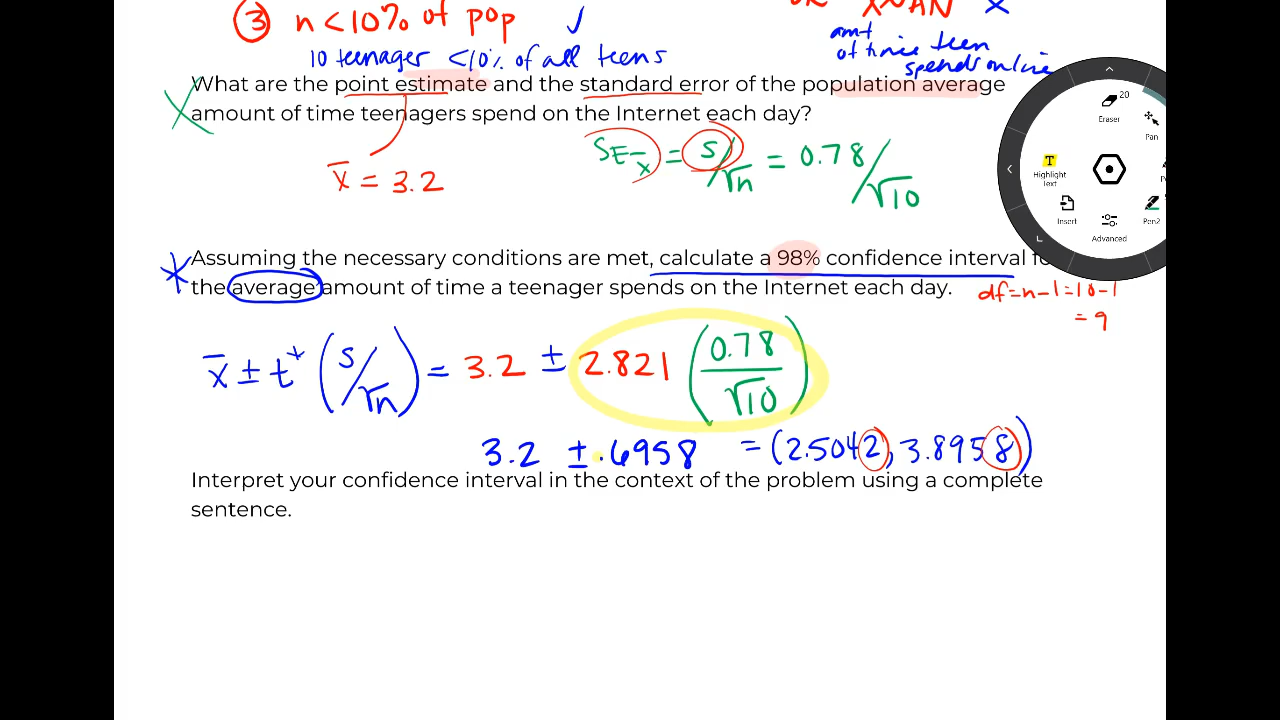 ③ n < 10% of pop ✓
10 teenager < 10% of all teens
X~AN X
amt
of time teen
spends online
What are the point estimate and the standard error of the population average
amount of time teenagers spend on the Internet each day?
x̄ = 3.2
SE x̄ = s/√n = 0.78/√10
20
Eraser
Pan
Highlight
Text
Insert
Pen2
Advanced
Assuming the necessary conditions are met, calculate a 98% confidence interval
the average amount of time a teenager spends on the Internet each day.
df = n-1 = 10-1
= 9
x̄ ± t* (s/√n) = 3.2 ± 2.821 (0.78/√10)
3.2 ± .6958 = (2.5042, 3.8958)
Interpret your confidence interval in the context of the problem using a complete
sentence.